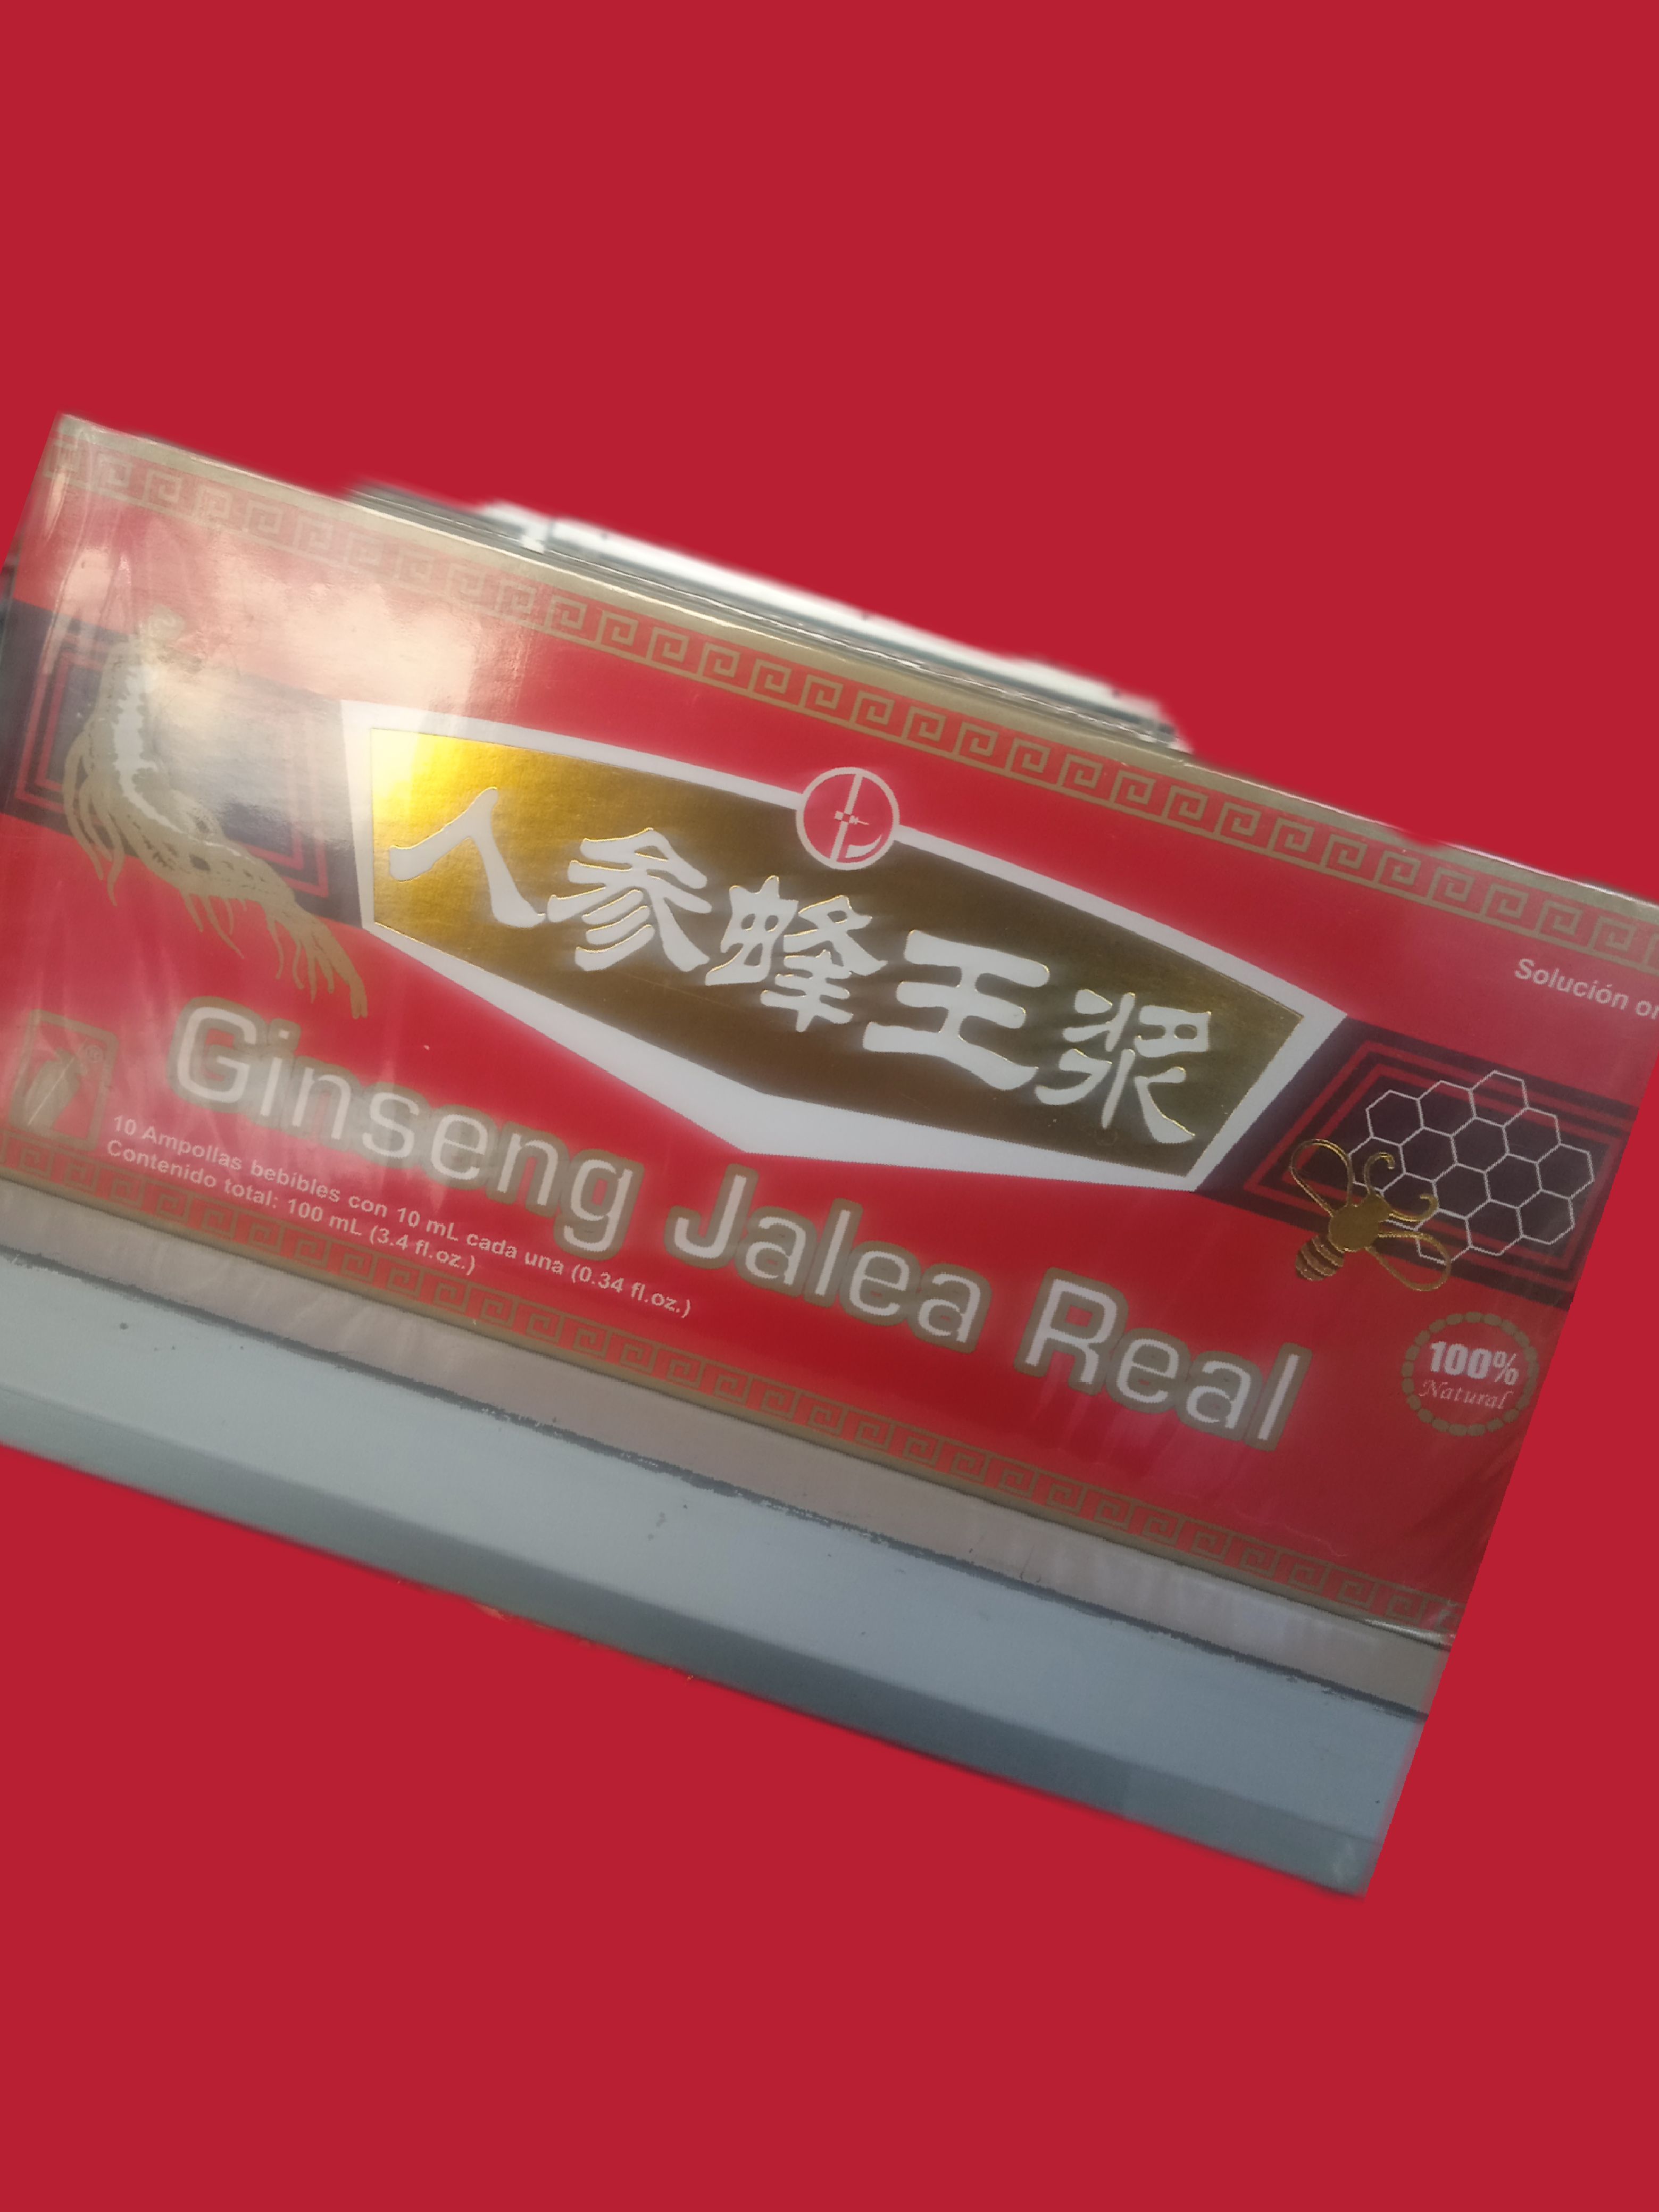 人参蜂王浆
Solución
Ginseng Jalea Real
10 Ampollas bebibles con 10 mL cada una (0.34 fl.oz.)
Contenido total: 100 mL (3.4 fl.oz.)
100%
Natural
®